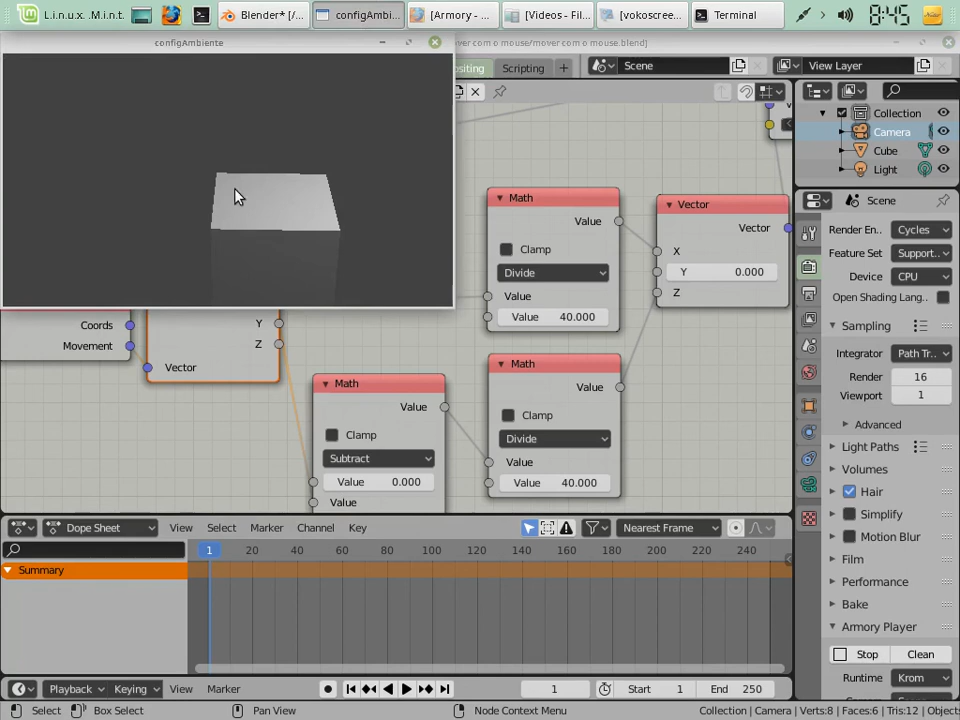 L.i.n.u.x. .M.i.n.t.
Blender* [/...
configAmbi...
[Armory - ...
[Videos - Fil...
[vokoscree...
Terminal
8:45
configAmbiente
ver com o mouse/mover com o mouse.blend]
ositing
Scripting
Scene
View Layer
Collection
Camera
Cube
Light
Math
Value
Clamp
Divide
Value
Value 40.000
Vector
Vector
X
Y 0.000
Z
Coords
Movement
Y
Z
Vector
Math
Value
Clamp
Subtract
Value 0.000
Value
Math
Value
Clamp
Divide
Value
Value 40.000
Scene
Render En... Cycles
Feature Set Support..
Device CPU
Open Shading Lang..
Sampling
Integrator Path Tr..
Render 16
Viewport 1
Advanced
Light Paths
Volumes
Hair
Simplify
Motion Blur
Film
Performance
Bake
Armory Player
Stop Clean
Runtime Krom
Dope Sheet View Select Marker Channel Key Nearest Frame
1 20 40 60 80 100 120 140 160 180 200 220 240
Summary
Playback Keying View Marker 1 Start 1 End 250
Select Box Select Pan View Node Context Menu Collection | Camera | Verts:8 | Faces:6 | Tris:12 | Object